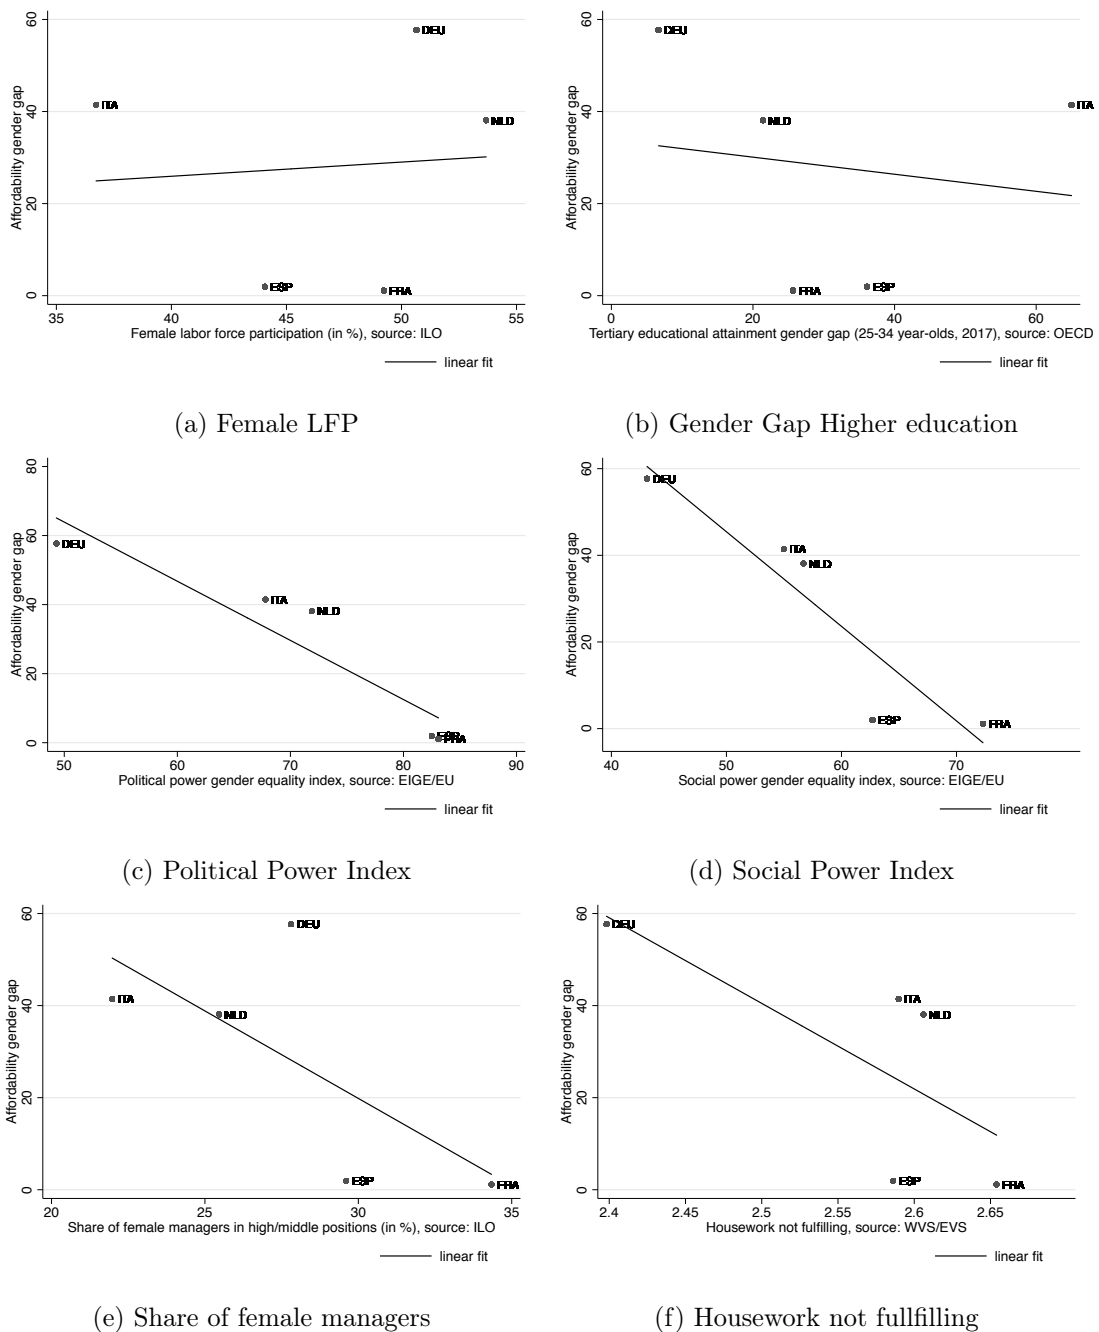 60
DEU
ITA
40
NLD
Affordability gender gap
20
ESP
FRA
0
35 40 45 50 55
Female labor force participation (in %), source: ILO
linear fit
(a) Female LFP
60
DEU
ITA
40
NLD
Affordability gender gap
20
ESP
FRA
0
0 20 40 60
Tertiary educational attainment gender gap (25-34 year-olds, 2017), source: OECD
linear fit
(b) Gender Gap Higher education
80
60
DEU
ITA
40
NLD
Affordability gender gap
20
ESP
FRA
0
50 60 70 80 90
Political power gender equality index, source: EIGE/EU
linear fit
(c) Political Power Index
60
DEU
ITA
40
NLD
Affordability gender gap
20
ESP
FRA
0
40 50 60 70
Social power gender equality index, source: EIGE/EU
linear fit
(d) Social Power Index
60
DEU
ITA
40
NLD
Affordability gender gap
20
ESP
FRA
0
20 25 30 35
Share of female managers in high/middle positions (in %), source: ILO
linear fit
(e) Share of female managers
60
DEU
ITA
40
NLD
Affordability gender gap
20
ESP
FRA
0
2.4 2.45 2.5 2.55 2.6 2.65
Housework not fulfilling, source: WVS/EVS
linear fit
(f) Housework not fullfilling